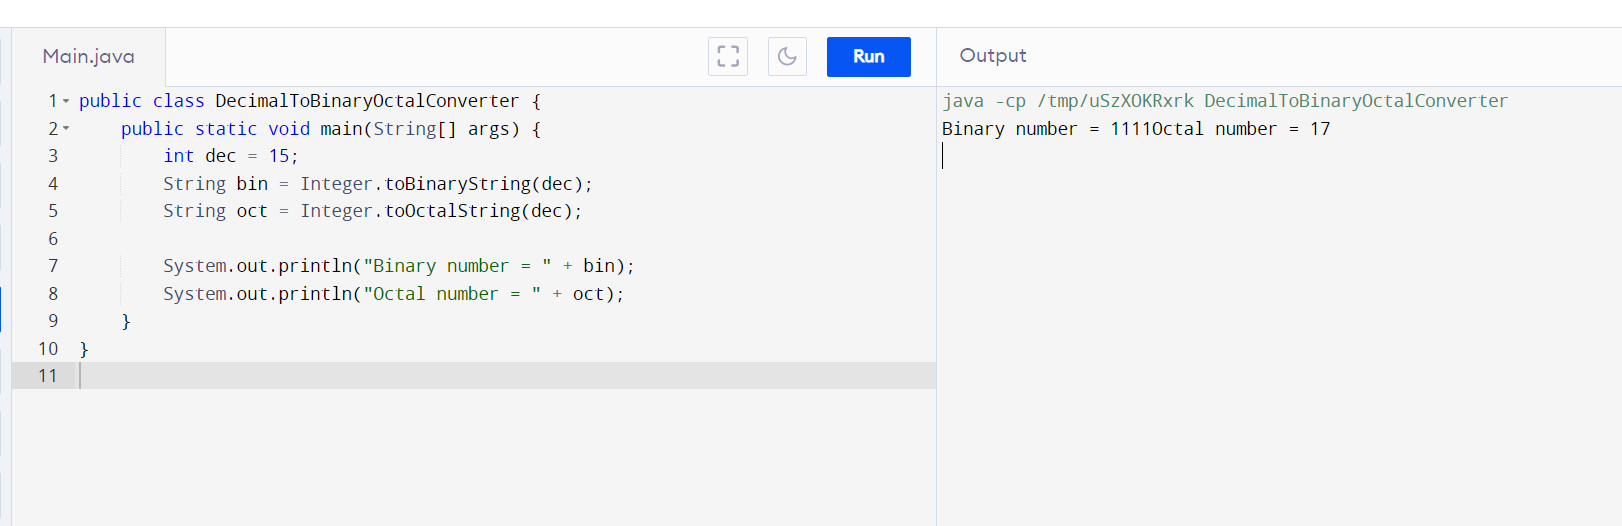 Main.java
Run
Output
1 public class DecimalToBinaryOctalConverter {
2 public static void main(String[] args) {
3 int dec = 15;
4 String bin = Integer.toBinaryString(dec);
5 String oct = Integer.toOctalString(dec);
6
7 System.out.println("Binary number = " + bin);
8 System.out.println("Octal number = " + oct);
9 }
10 }
11
java -cp /tmp/uSzXOKRxrk DecimalToBinaryOctalConverter
Binary number = 1111Octal number = 17